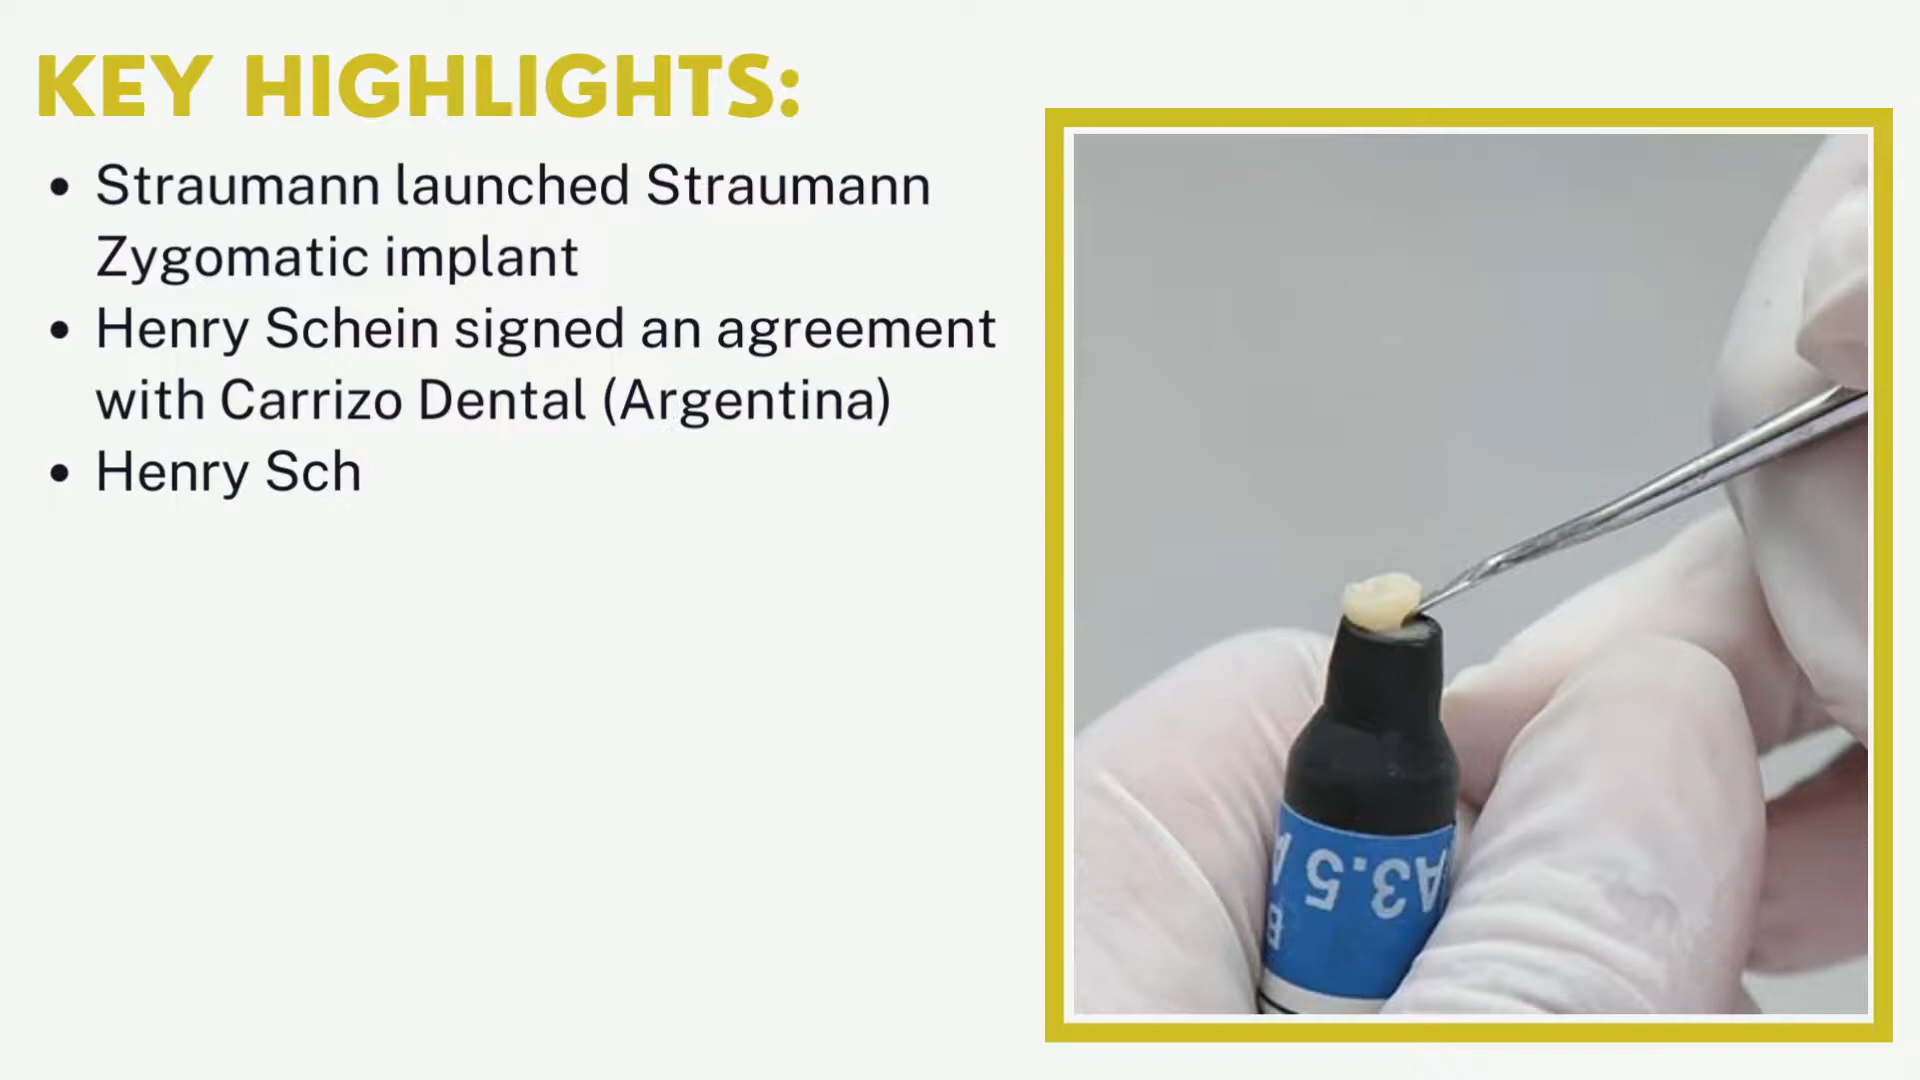 KEY HIGHLIGHTS:
• Straumann launched Straumann
Zygomatic implant
• Henry Schein signed an agreement
with Carrizo Dental (Argentina)
• Henry Sch
A3.5